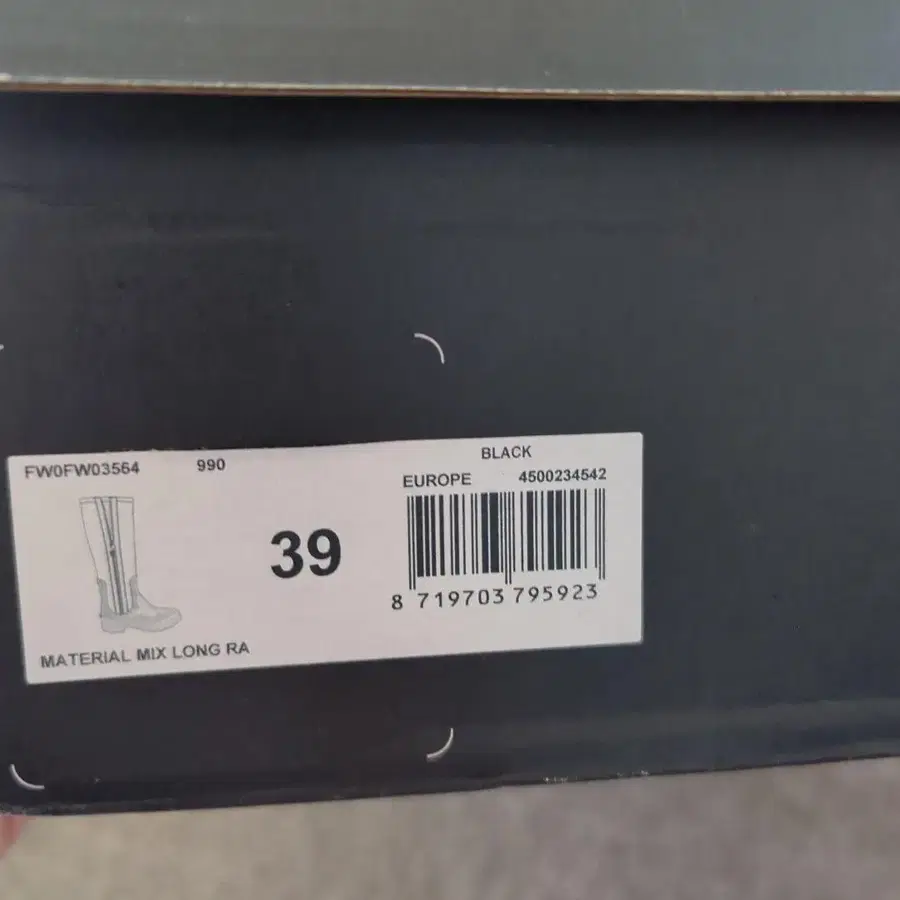 FW0FW03564 990 BLACK
EUROPE 4500234542
39
8 719703 795923
MATERIAL MIX LONG RA